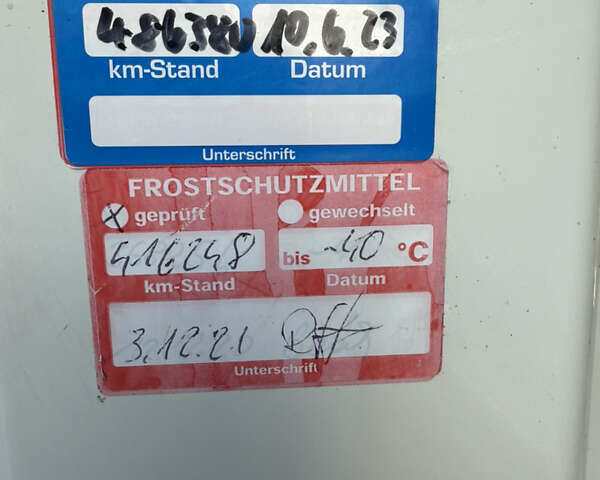 486380 10.6.23
km-Stand Datum
Unterschrift
FROSTSCHUTZMITTEL
geprüft gewechselt
416248 bis -40 °C
km-Stand Datum
3.12.21
Unterschrift